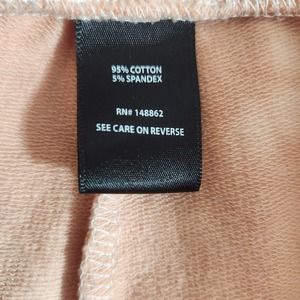 95% COTTON
5% SPANDEX
RN# 148862
SEE CARE ON REVERSE